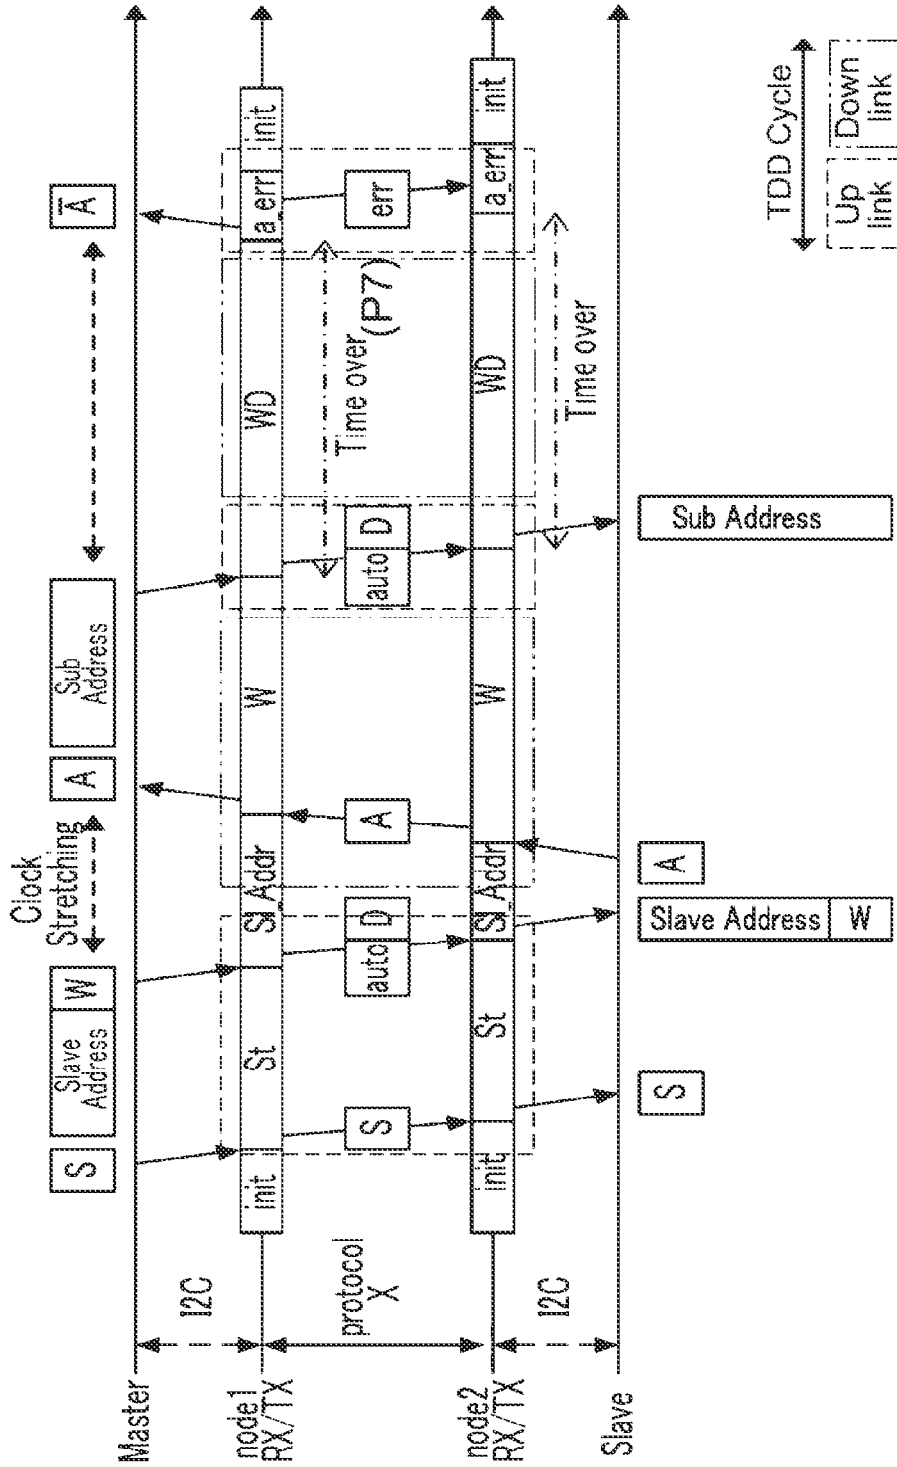 Master
I2C
node1
RX/TX
protocol
X
node2
RX/TX
I2C
Slave
S
Slave
Address
W
Clock
Stretching
A
Sub
Address
A̅
init
St
S_Addr
W
WD
a_err
init
S
auto
D
A
auto
D
Time over
(P7)
err
init
St
S_Addr
W
WD
a_err
init
Time over
S
Slave Address
W
A
Sub Address
TDD Cycle
Up
link
Down
link